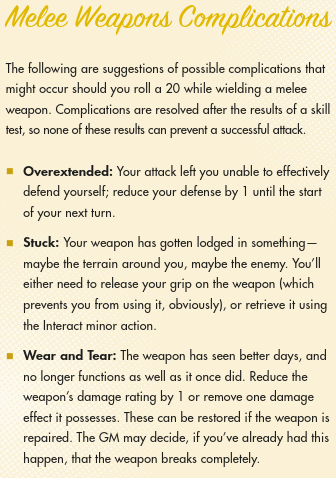 Melee Weapons Complications
The following are suggestions of possible complications that
might occur should you roll a 20 while wielding a melee
weapon. Complications are resolved after the results of a skill
test, so none of these results can prevent a successful attack.
Overextended: Your attack left you unable to effectively
defend yourself; reduce your defense by 1 until the start
of your next turn.
Stuck: Your weapon has gotten lodged in something—
maybe the terrain around you, maybe the enemy. You’ll
either need to release your grip on the weapon (which
prevents you from using it, obviously), or retrieve it using
the Interact minor action.
Wear and Tear: The weapon has seen better days, and
no longer functions as well as it once did. Reduce the
weapon’s damage rating by 1 or remove one damage
effect it possesses. These can be restored if the weapon is
repaired. The GM may decide, if you’ve already had this
happen, that the weapon breaks completely.